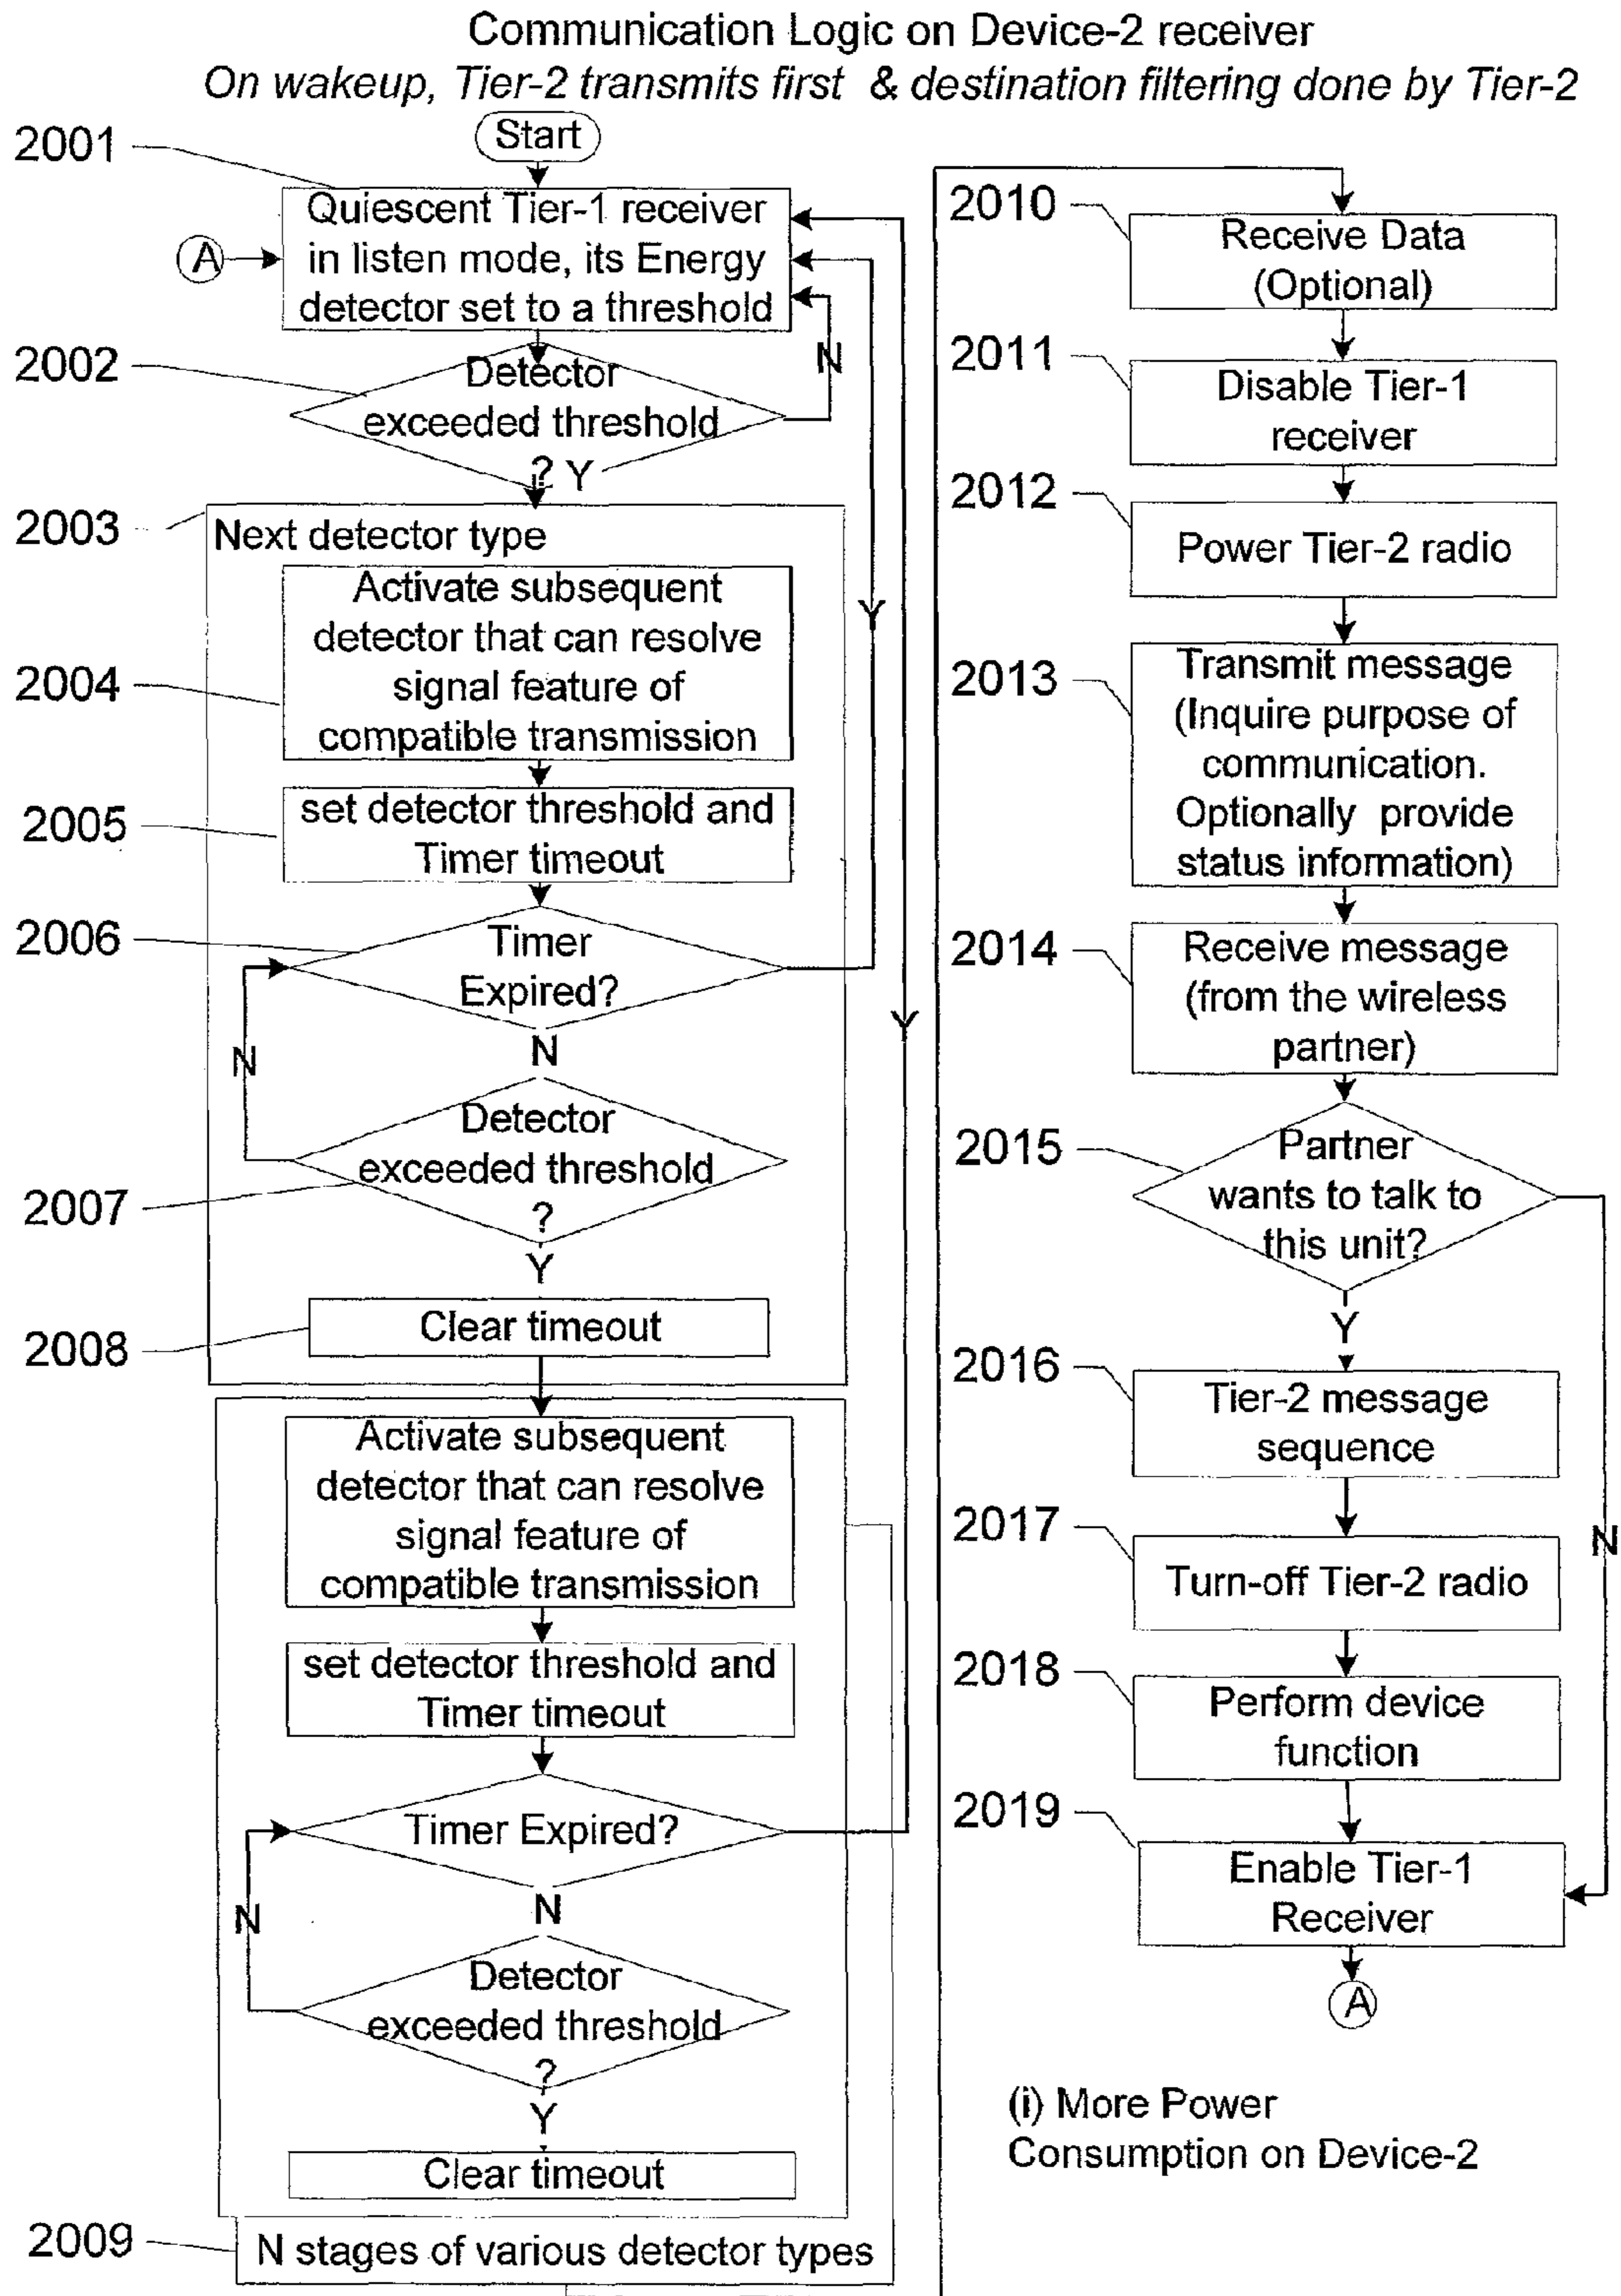 Communication Logic on Device-2 receiver
On wakeup, Tier-2 transmits first & destination filtering done by Tier-2
Start
2001
Quiescent Tier-1 receiver
in listen mode, its Energy
detector set to a threshold
A
2002
Detector
exceeded threshold
? Y
N
2003
Next detector type
2004
Activate subsequent
detector that can resolve
signal feature of
compatible transmission
Y
2005
set detector threshold and
Timer timeout
2006
Timer
Expired?
N
N
Y
2007
Detector
exceeded threshold
?
Y
2008
Clear timeout
Activate subsequent
detector that can resolve
signal feature of
compatible transmission
set detector threshold and
Timer timeout
Timer Expired?
N
N
Detector
exceeded threshold
?
Y
Clear timeout
2009
N stages of various detector types
2010
Receive Data
(Optional)
2011
Disable Tier-1
receiver
2012
Power Tier-2 radio
2013
Transmit message
(Inquire purpose of
communication.
Optionally provide
status information)
2014
Receive message
(from the wireless
partner)
2015
Partner
wants to talk to
this unit?
Y
2016
Tier-2 message
sequence
2017
Turn-off Tier-2 radio
N
2018
Perform device
function
2019
Enable Tier-1
Receiver
A
(i) More Power
Consumption on Device-2